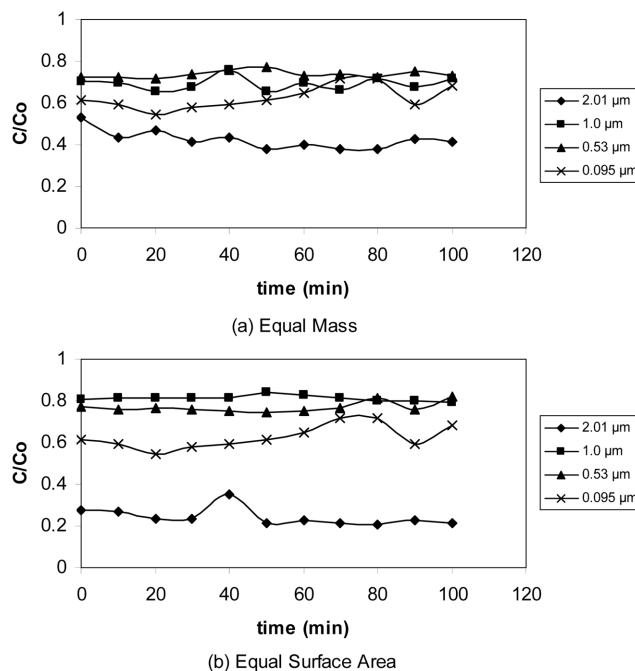 1
0.8
0.6
0.4
0.2
0
C/Co
0 20 40 60 80 100 120
time (min)
2.01 µm
1.0 µm
0.53 µm
0.095 µm
(a) Equal Mass
1
0.8
0.6
0.4
0.2
0
C/Co
0 20 40 60 80 100 120
time (min)
2.01 µm
1.0 µm
0.53 µm
0.095 µm
(b) Equal Surface Area